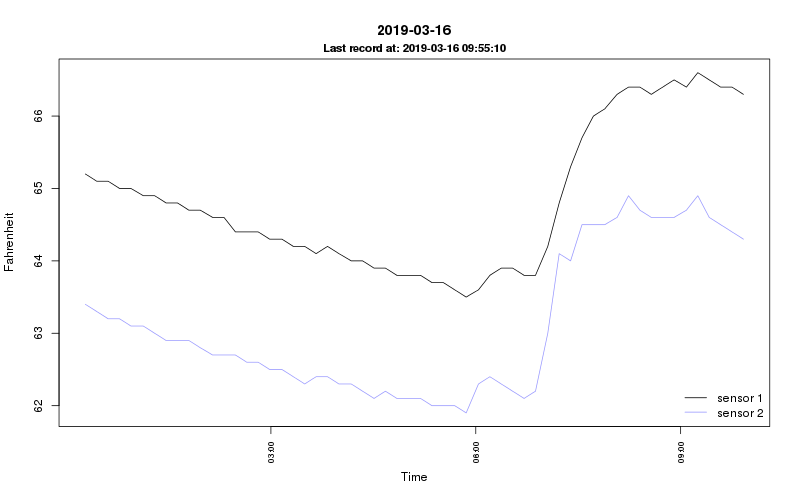 2019-03-16
Last record at: 2019-03-16 09:55:10
Fahrenheit
66
65
64
63
62
03:00
06:00
09:00
Time
sensor 1
sensor 2